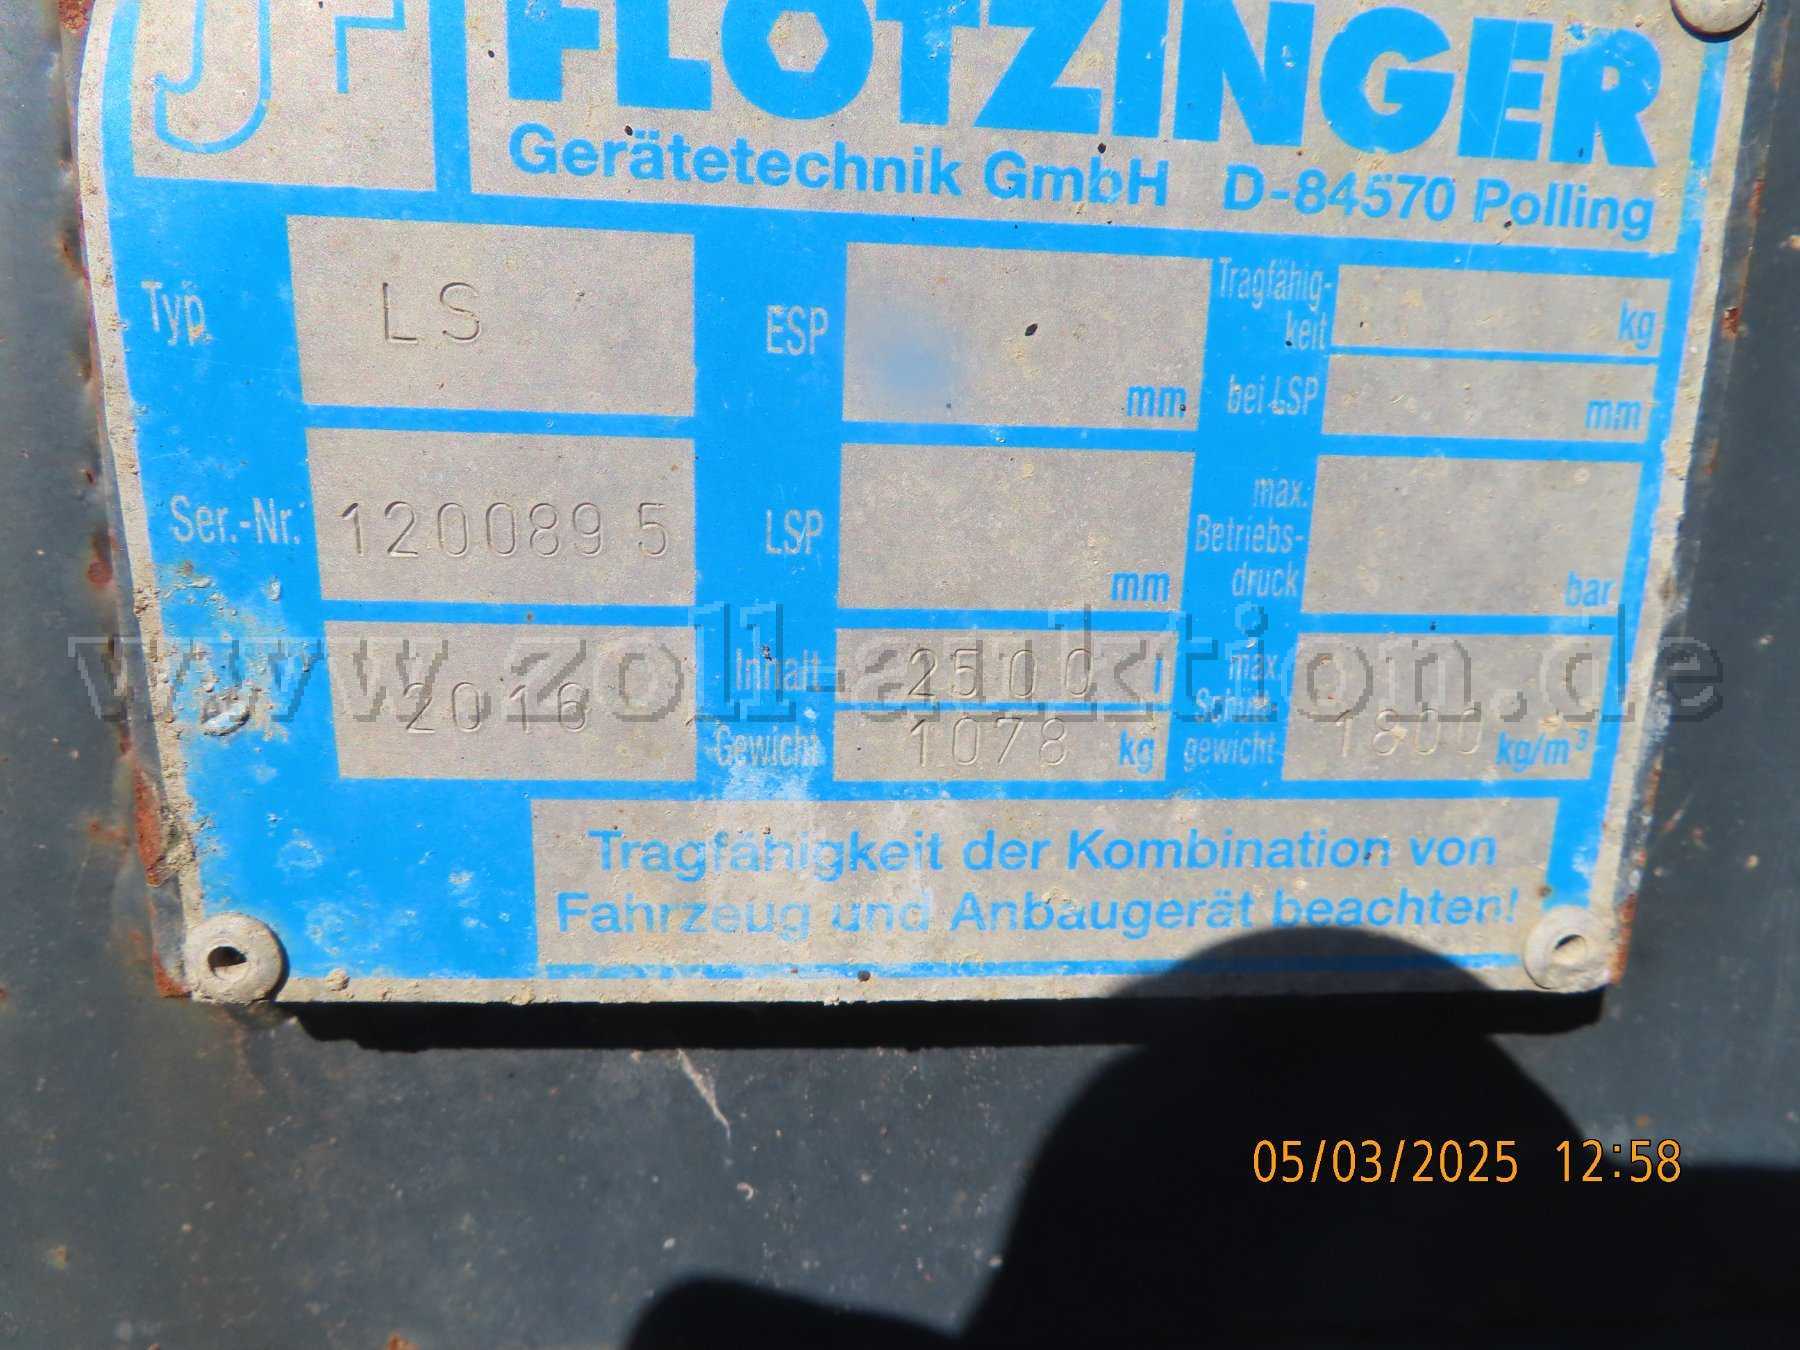 JF FLOTZINGER
Gerätetechnik GmbH D-84570 Polling
Typ LS
ESP mm
Tragfähig-
keit kg
bei LSP mm
Ser.-Nr. 1200895
LSP mm
max.
Betriebs-
druck bar
2016
Inhalt 2500 l
Gewicht 1078 kg
max.
Schütt-
gewicht 1800 kg/m³
Tragfähigkeit der Kombination von
Fahrzeug und Anbaugerät beachten!
www.zoll-auktion.de
05/03/2025 12:58